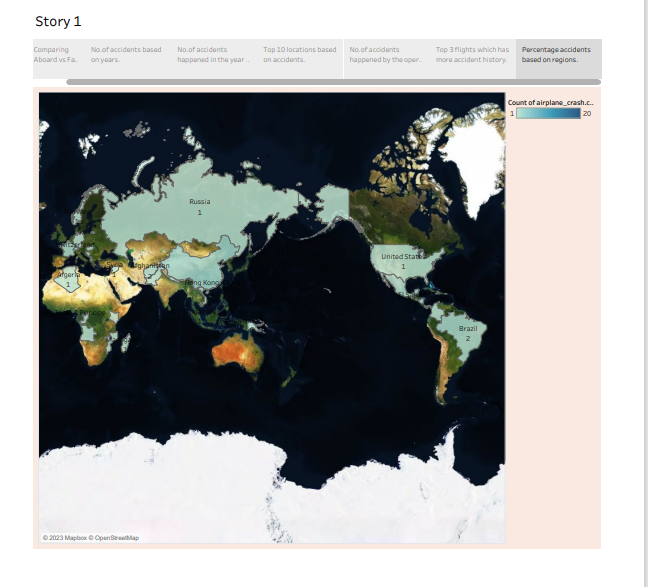 Story 1
Comparing
Aboard vs Fa..
No.of accidents based
on years.
No.of accidents
happened in the year ..
Top 10 locations based
on accidents.
No.of accidents
happened by the oper..
Top 3 flights which has
more accident history.
Percentage accidents
based on regions.
Count of airplane_crash.c..
1 20
Russia
1
Afghanistan
Algeria
1
1
Hong Kong
United States
1
Brazil
2
© 2023 Mapbox © OpenStreetMap